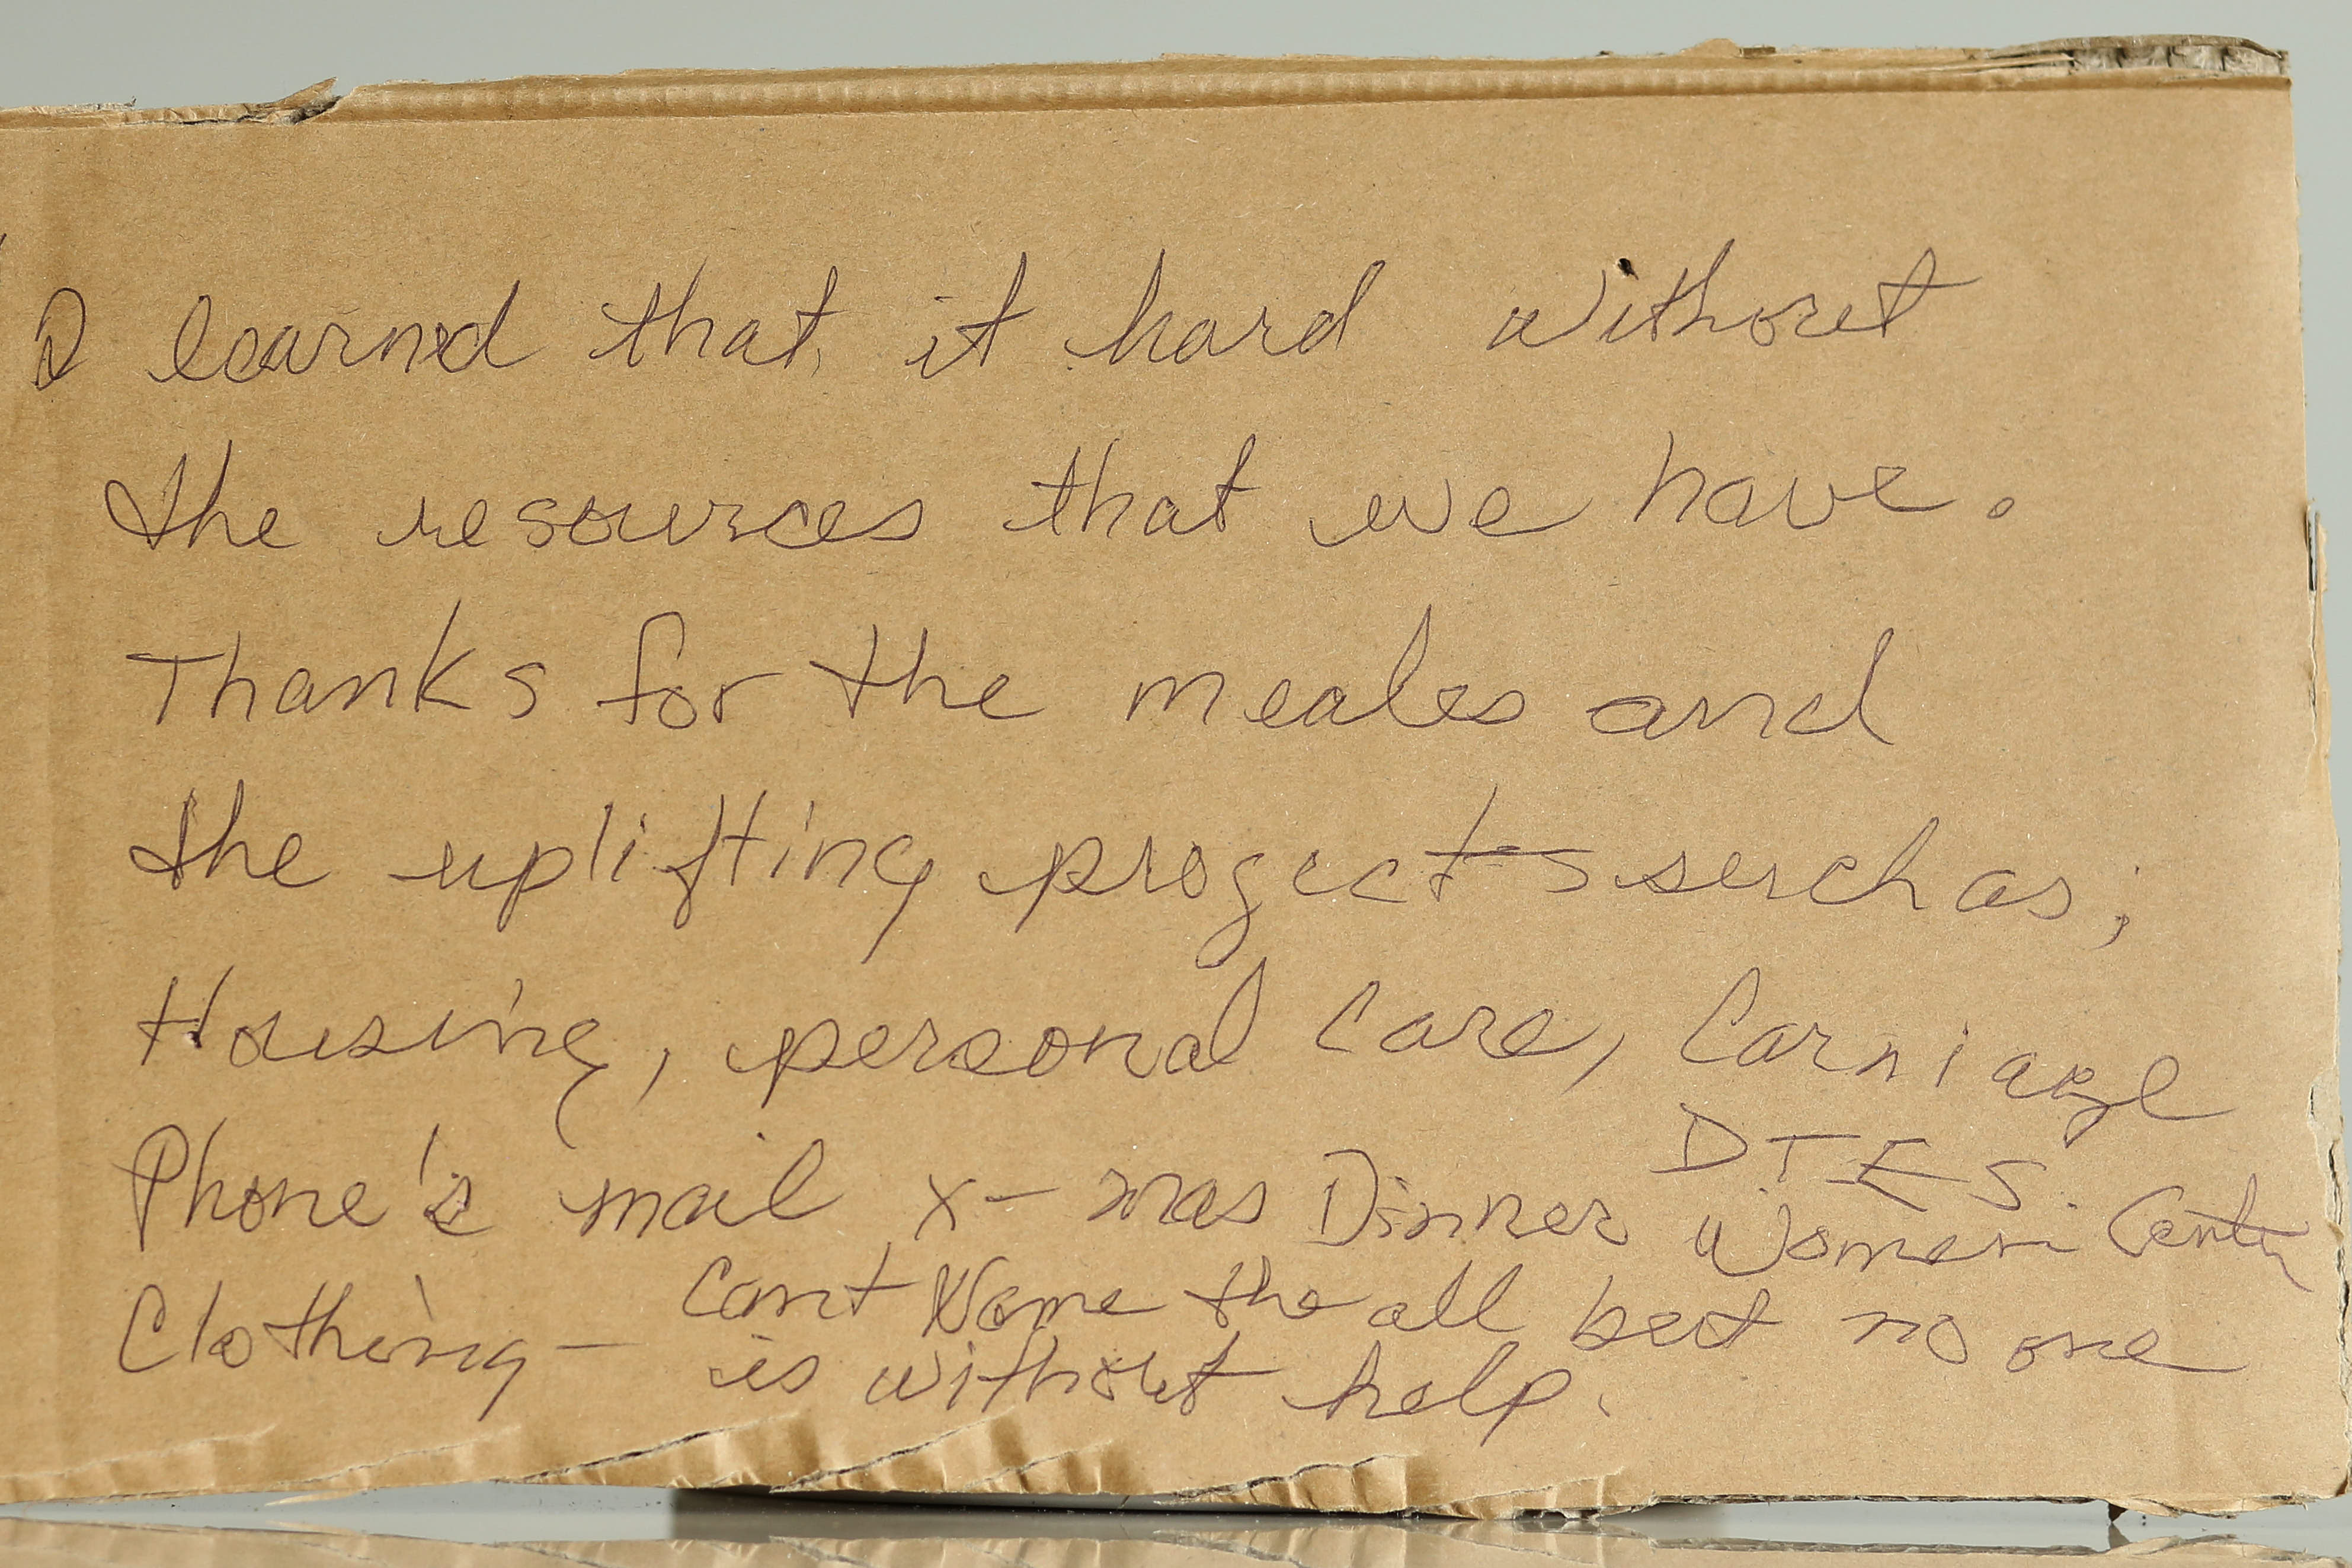 I learned that it hard without
the resources that we have.
Thanks for the meales and
the uplifting progects such as;
Housing, personal care, Carniage
Phone's mail x-mas Dinner DTES Women Center
Clothing - Cant Name the all but no one
is without help.